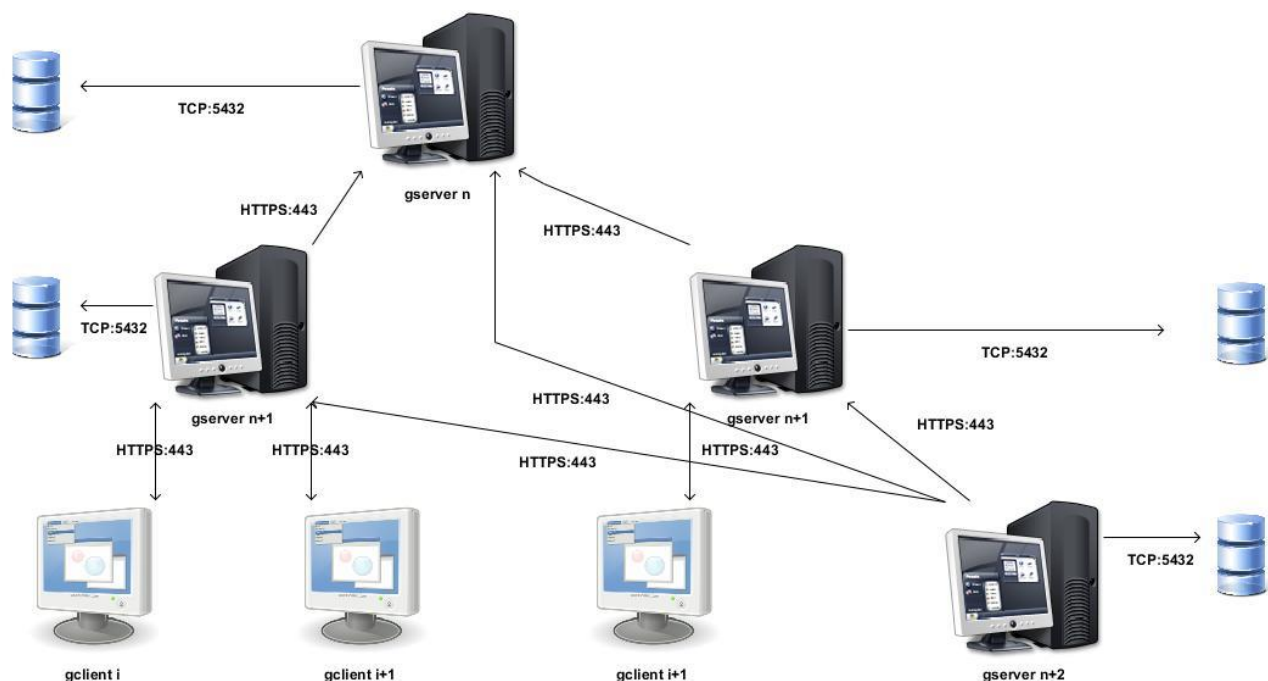 TCP:5432
gserver n
HTTPS:443
HTTPS:443
TCP:5432
TCP:5432
gserver n+1
HTTPS:443
gserver n+1
HTTPS:443
HTTPS:443
HTTPS:443
HTTPS:443
HTTPS:443
TCP:5432
gclient i
gclient i+1
gclient i+1
gserver n+2